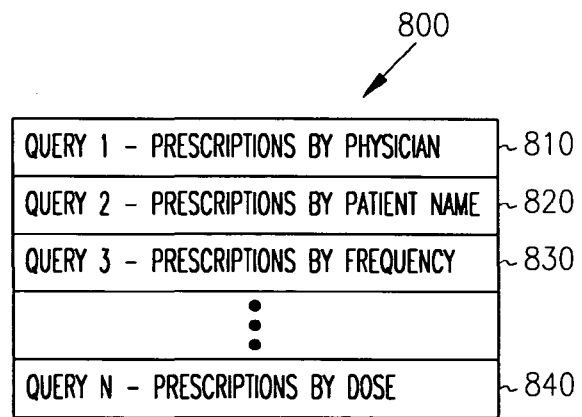 800
QUERY 1 - PRESCRIPTIONS BY PHYSICIAN 810
QUERY 2 - PRESCRIPTIONS BY PATIENT NAME 820
QUERY 3 - PRESCRIPTIONS BY FREQUENCY 830
QUERY N - PRESCRIPTIONS BY DOSE 840